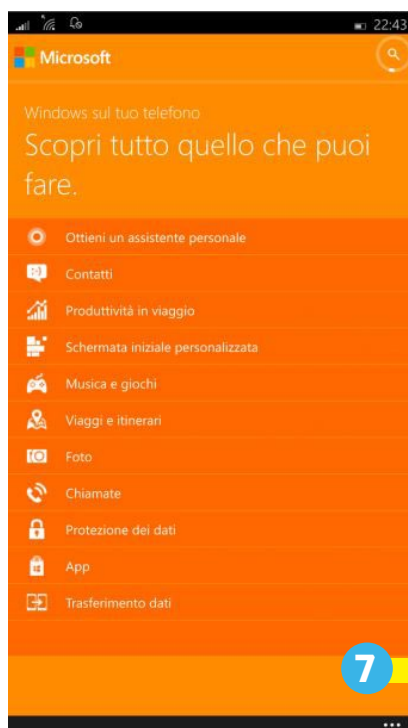 22:43
Microsoft
Windows sul tuo telefono
Scopri tutto quello che puoi
fare.
Ottieni un assistente personale
Contatti
Produttività in viaggio
Schermata iniziale personalizzata
Musica e giochi
Viaggi e itinerari
Foto
Chiamate
Protezione dei dati
App
Trasferimento dati
7